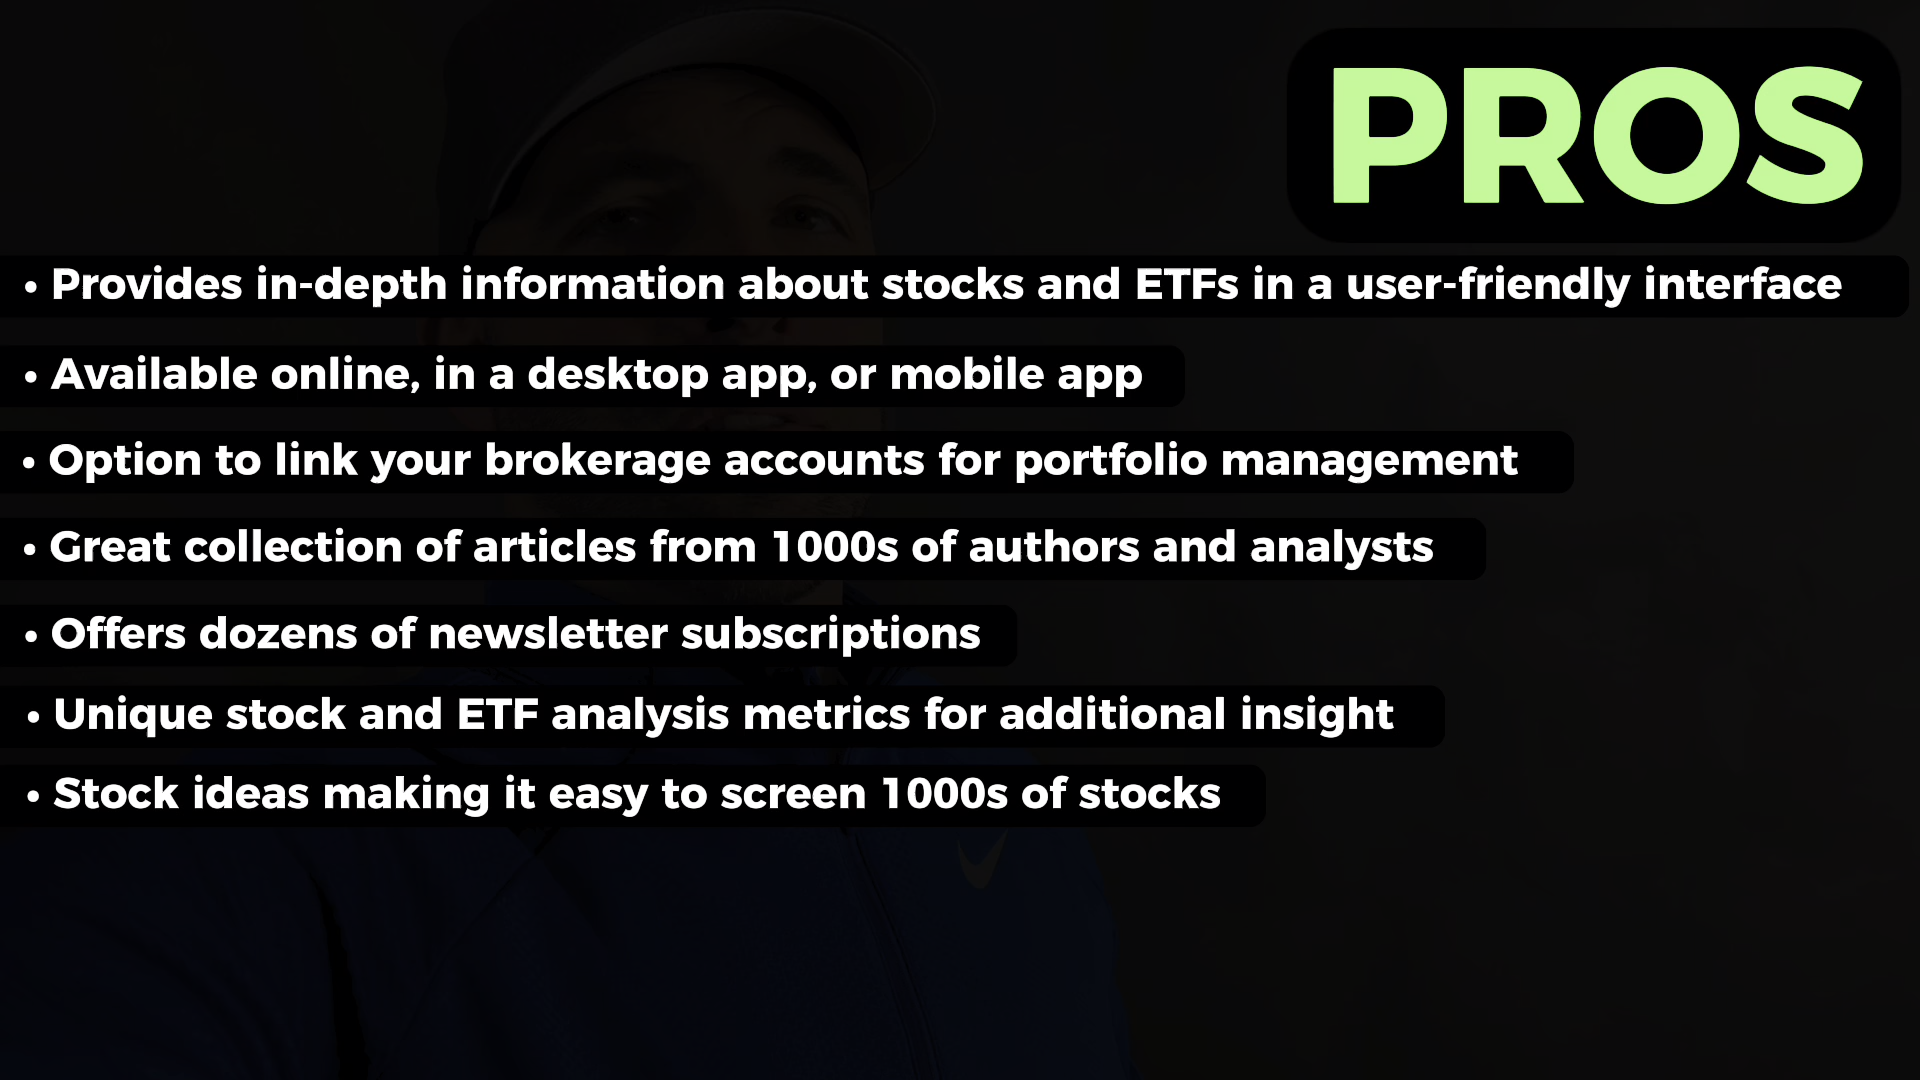 PROS
• Provides in-depth information about stocks and ETFs in a user-friendly interface
• Available online, in a desktop app, or mobile app
• Option to link your brokerage accounts for portfolio management
• Great collection of articles from 1000s of authors and analysts
• Offers dozens of newsletter subscriptions
• Unique stock and ETF analysis metrics for additional insight
• Stock ideas making it easy to screen 1000s of stocks